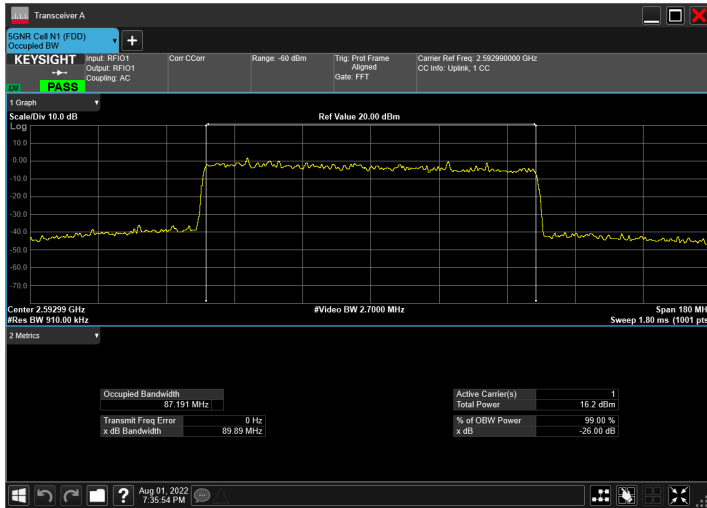 Transceiver A
5GNR Cell N1 (FDD)
Occupied BW
KEYSIGHT
Input: RFIO1
Output: RFIO1
Coupling: AC
Corr CCorr
Range: -60 dBm
Trig: Prot Frame
Aligned
Gate: FFT
Carrier Ref Freq: 2.592990000 GHz
CC Info: Uplink, 1 CC
LXI
PASS
1 Graph
Scale/Div 10.0 dB
Ref Value 20.00 dBm
Log
10.0
0.00
-10.0
-20.0
-30.0
-40.0
-50.0
-60.0
-70.0
Center 2.59299 GHz
#Video BW 2.7000 MHz
Span 180 MH
#Res BW 910.00 kHz
Sweep 1.80 ms (1001 pts
2 Metrics
Occupied Bandwidth
87.191 MHz
Transmit Freq Error 0 Hz
x dB Bandwidth 89.89 MHz
Active Carrier(s) 1
Total Power 16.2 dBm
% of OBW Power 99.00 %
x dB -26.00 dB
Aug 01, 2022
7:35:54 PM